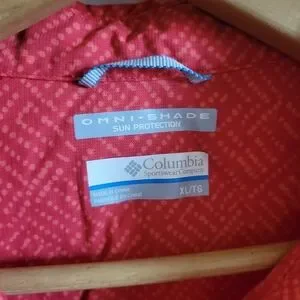 OMNI-SHADE
SUN PROTECTION
Columbia
Sportswear Company
XL/TG